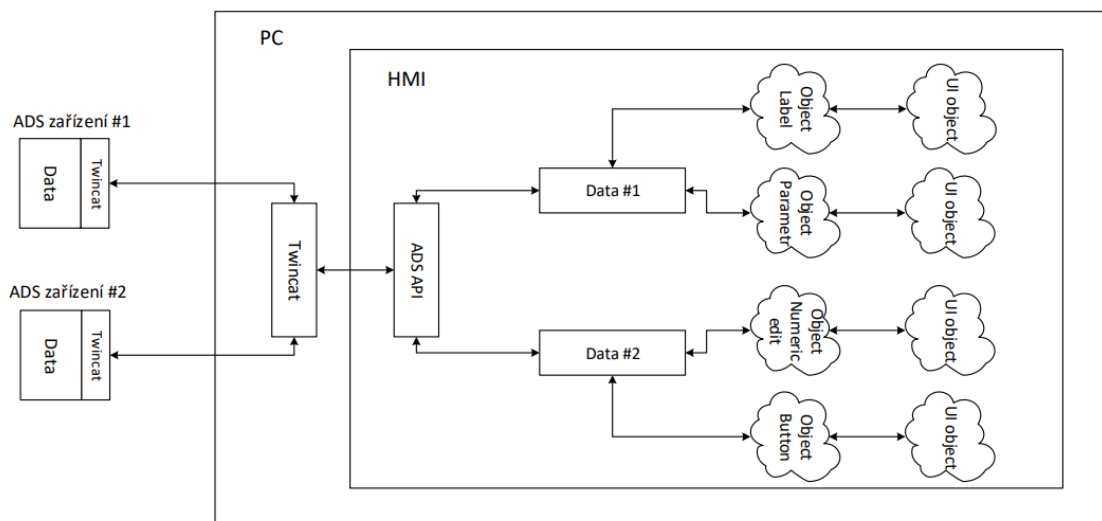 PC
HMI
ADS zařízení #1
Data
Twincat
ADS zařízení #2
Data
Twincat
Twincat
ADS API
Data #1
Data #2
Object
Label
UI object
Object
Parametr
UI object
Object
Numeric
edit
UI object
Object
Button
UI object